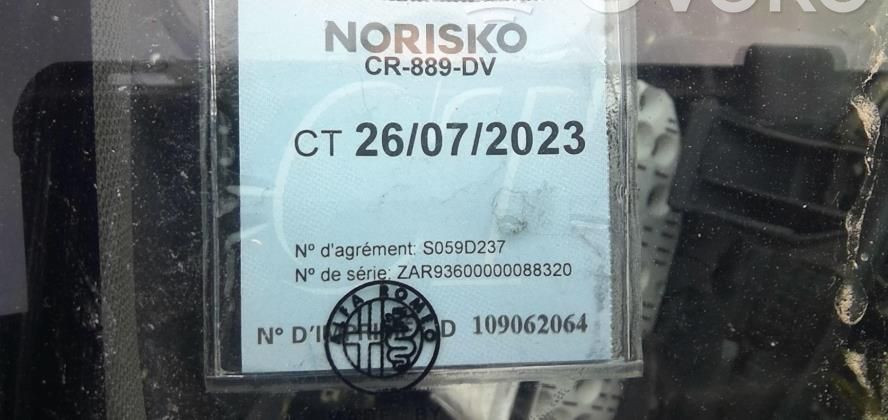 NORISKO
CR-889-DV
CT 26/07/2023
N° d'agrément: S059D237
N° de série: ZAR93600000088320
N° 109062064
ALFA ROMEO